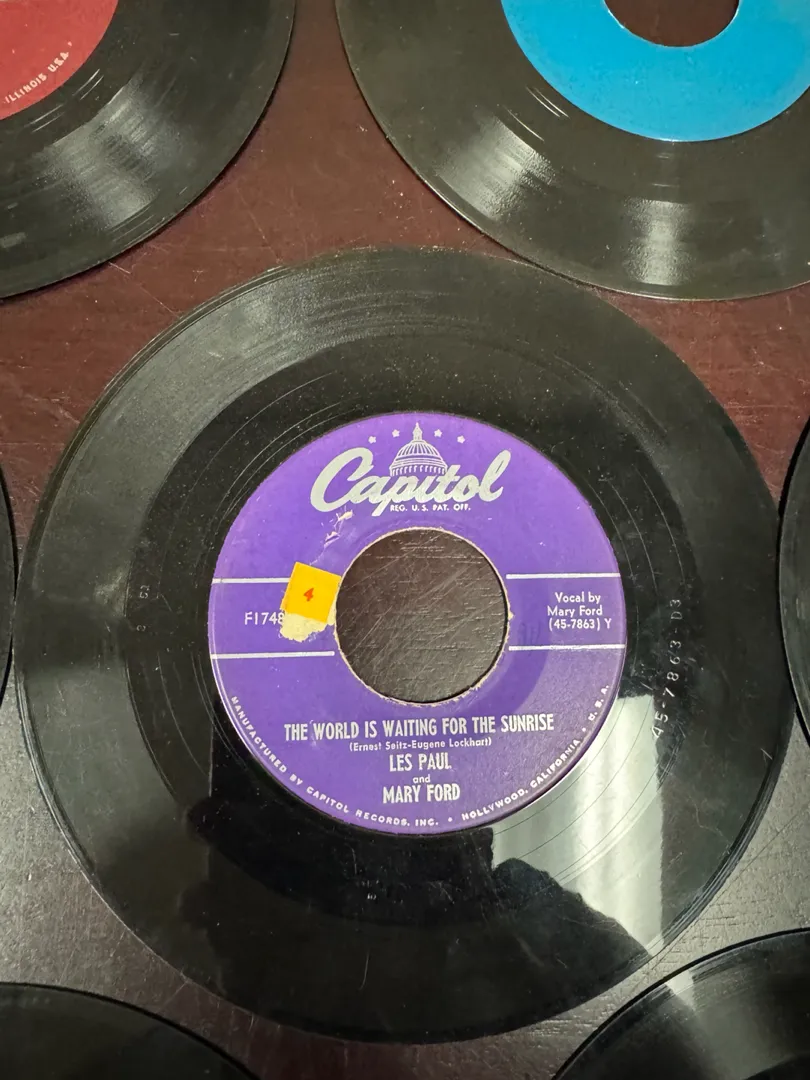 ILLINOIS U.S.A.
Capitol
REG. U.S. PAT. OFF.
4
F1748
Vocal by
Mary Ford
(45-7863) Y
45-7863-D3
THE WORLD IS WAITING FOR THE SUNRISE
(Ernest Seitz-Eugene Lockhart)
LES PAUL
and
MARY FORD
MANUFACTURED BY CAPITOL RECORDS, INC. • HOLLYWOOD, CALIFORNIA • U.S.A.